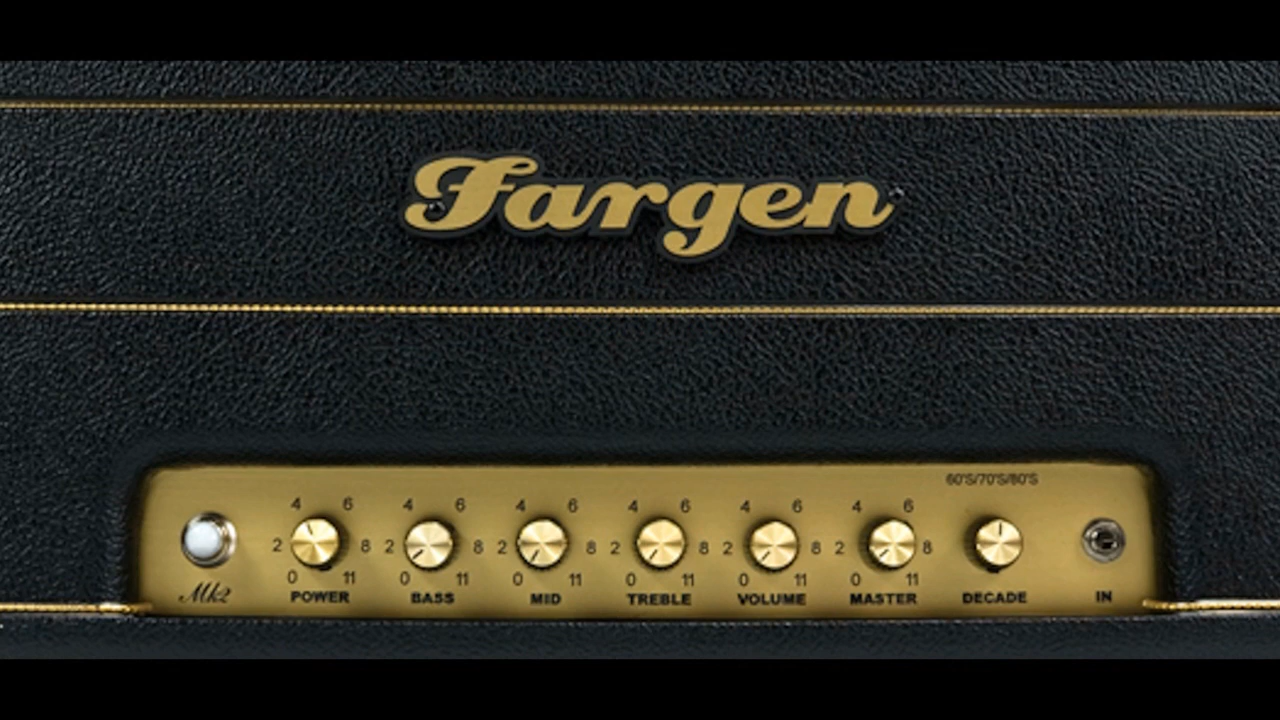 Fargen
60'S/70'S/80'S
4 6 4 6 4 6 4 6 4 6 4 6
2 8 2 8 2 8 2 8 2 8 2 8
0 11 0 11 0 11 0 11 0 11 0 11
Mk2 POWER BASS MID TREBLE VOLUME MASTER DECADE IN